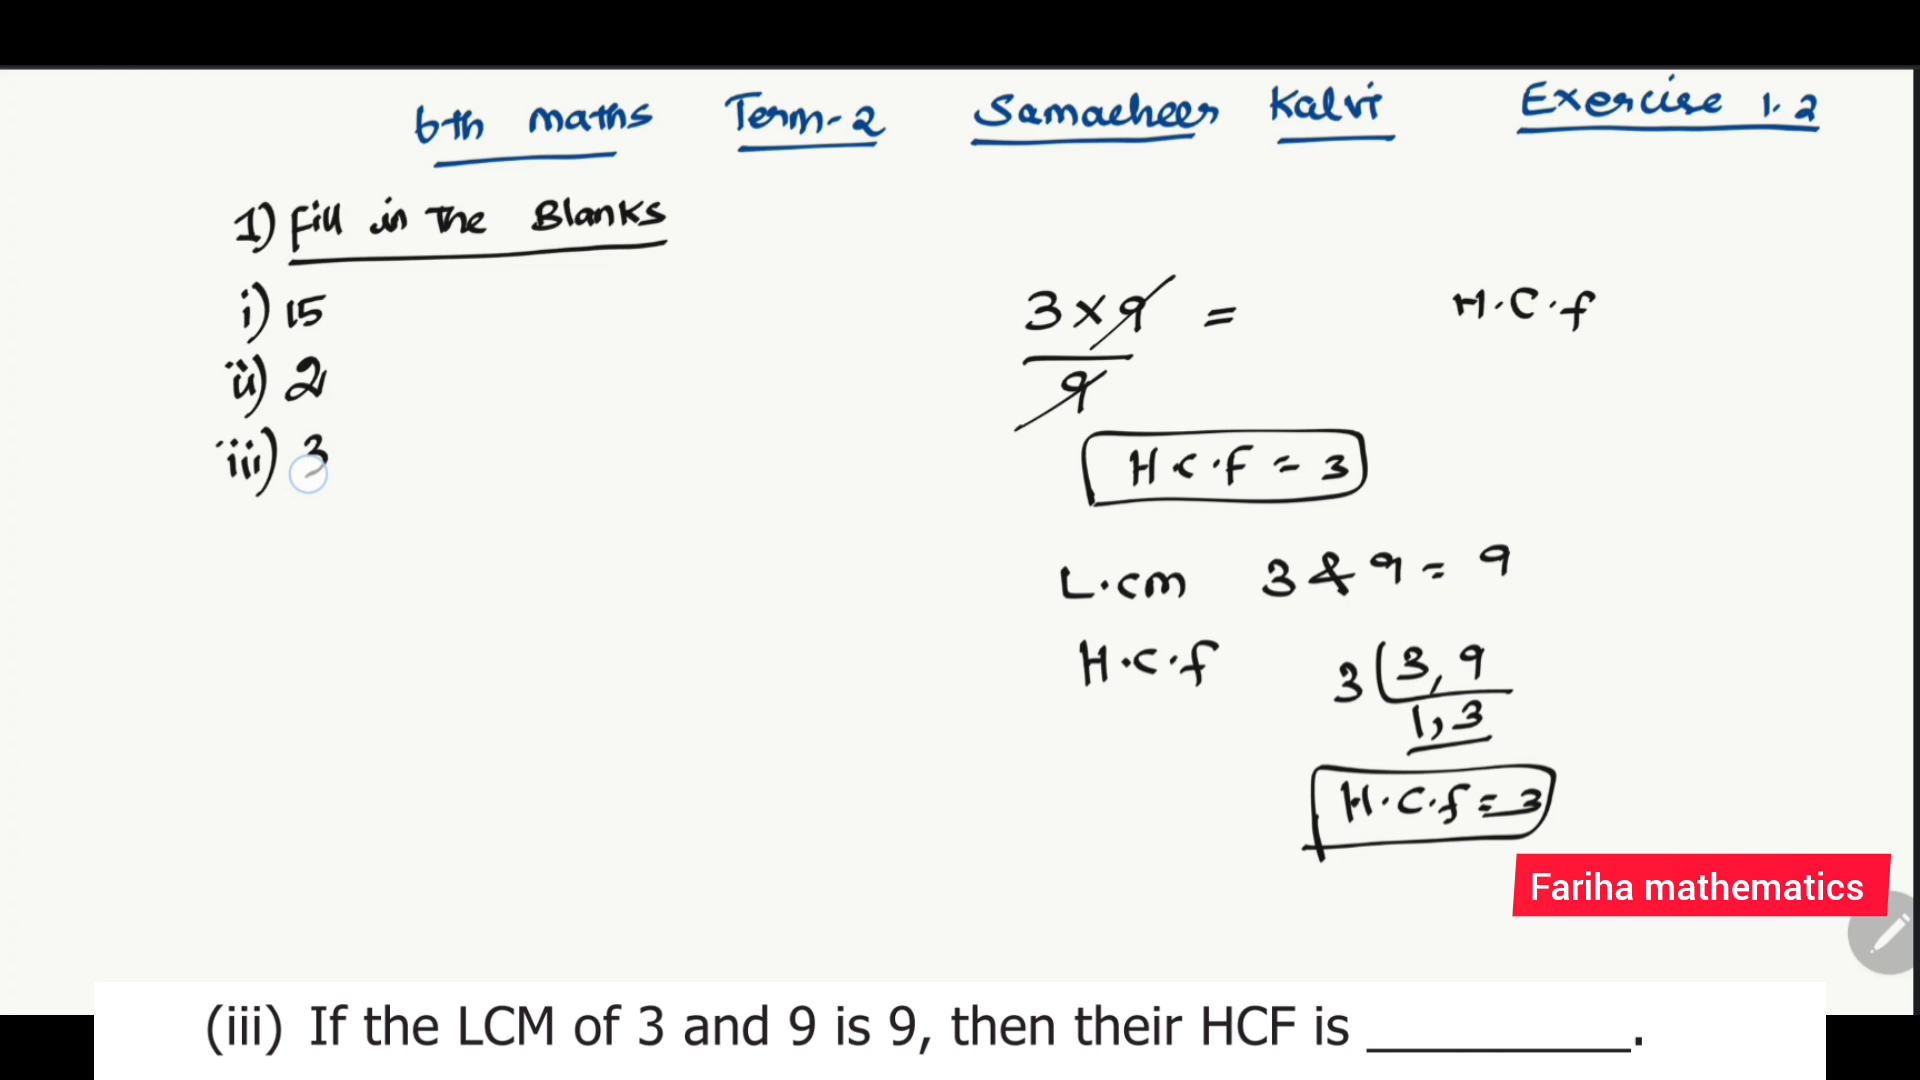 6th maths Term-2 Samacheer Kalvi Exercise 1.2
1) Fill in the Blanks
i) 15
ii) 2
iii) 3
3 × 9 =
9
H.C.f
H.C.F = 3
L.cm 3 & 9 = 9
H.C.f
3 (3, 9
1, 3
H.C.f = 3
Fariha mathematics
(iii) If the LCM of 3 and 9 is 9, then their HCF is __________.